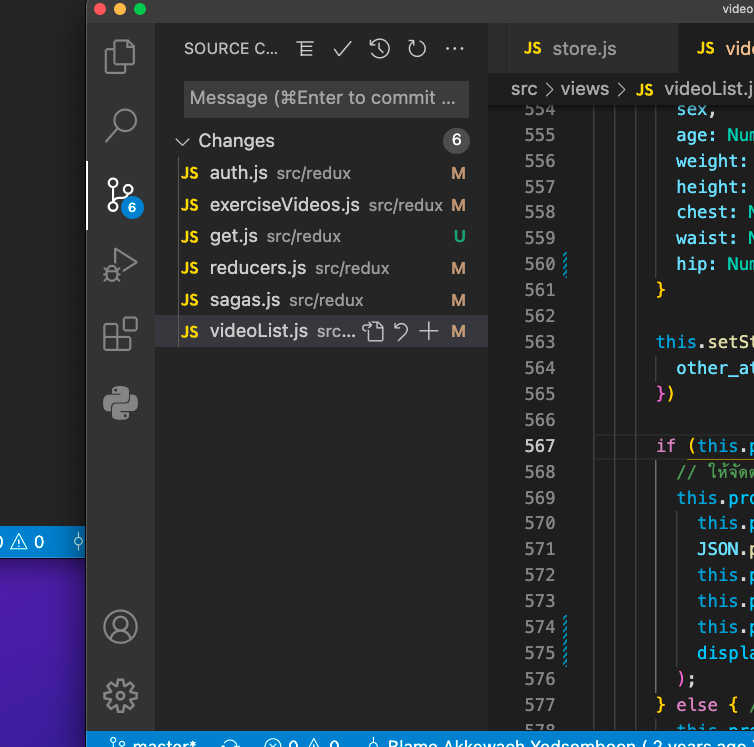 video
SOURCE C...
Message (⌘Enter to commit ...
Changes 6
JS auth.js src/redux M
JS exerciseVideos.js src/redux M
JS get.js src/redux U
JS reducers.js src/redux M
JS sagas.js src/redux M
JS videoList.js src... M
6
JS store.js
JS vide
src > views > JS videoList.j
554 sex,
555 age: Num
556 weight:
557 height:
558 chest: N
559 waist: N
560 hip: Num
561 }
562
563 this.setSt
564 other_at
565 })
566
567 if (this.p
568 // ให้จัด
569 this.pro
570 this.p
571 JSON.p
572 this.p
573 this.p
574 this.p
575 displa
576 );
577 } else { /
578 this.pro
0 0
master* 0 0 Blame Akkewach Yodsomboon ( 2 years ago )